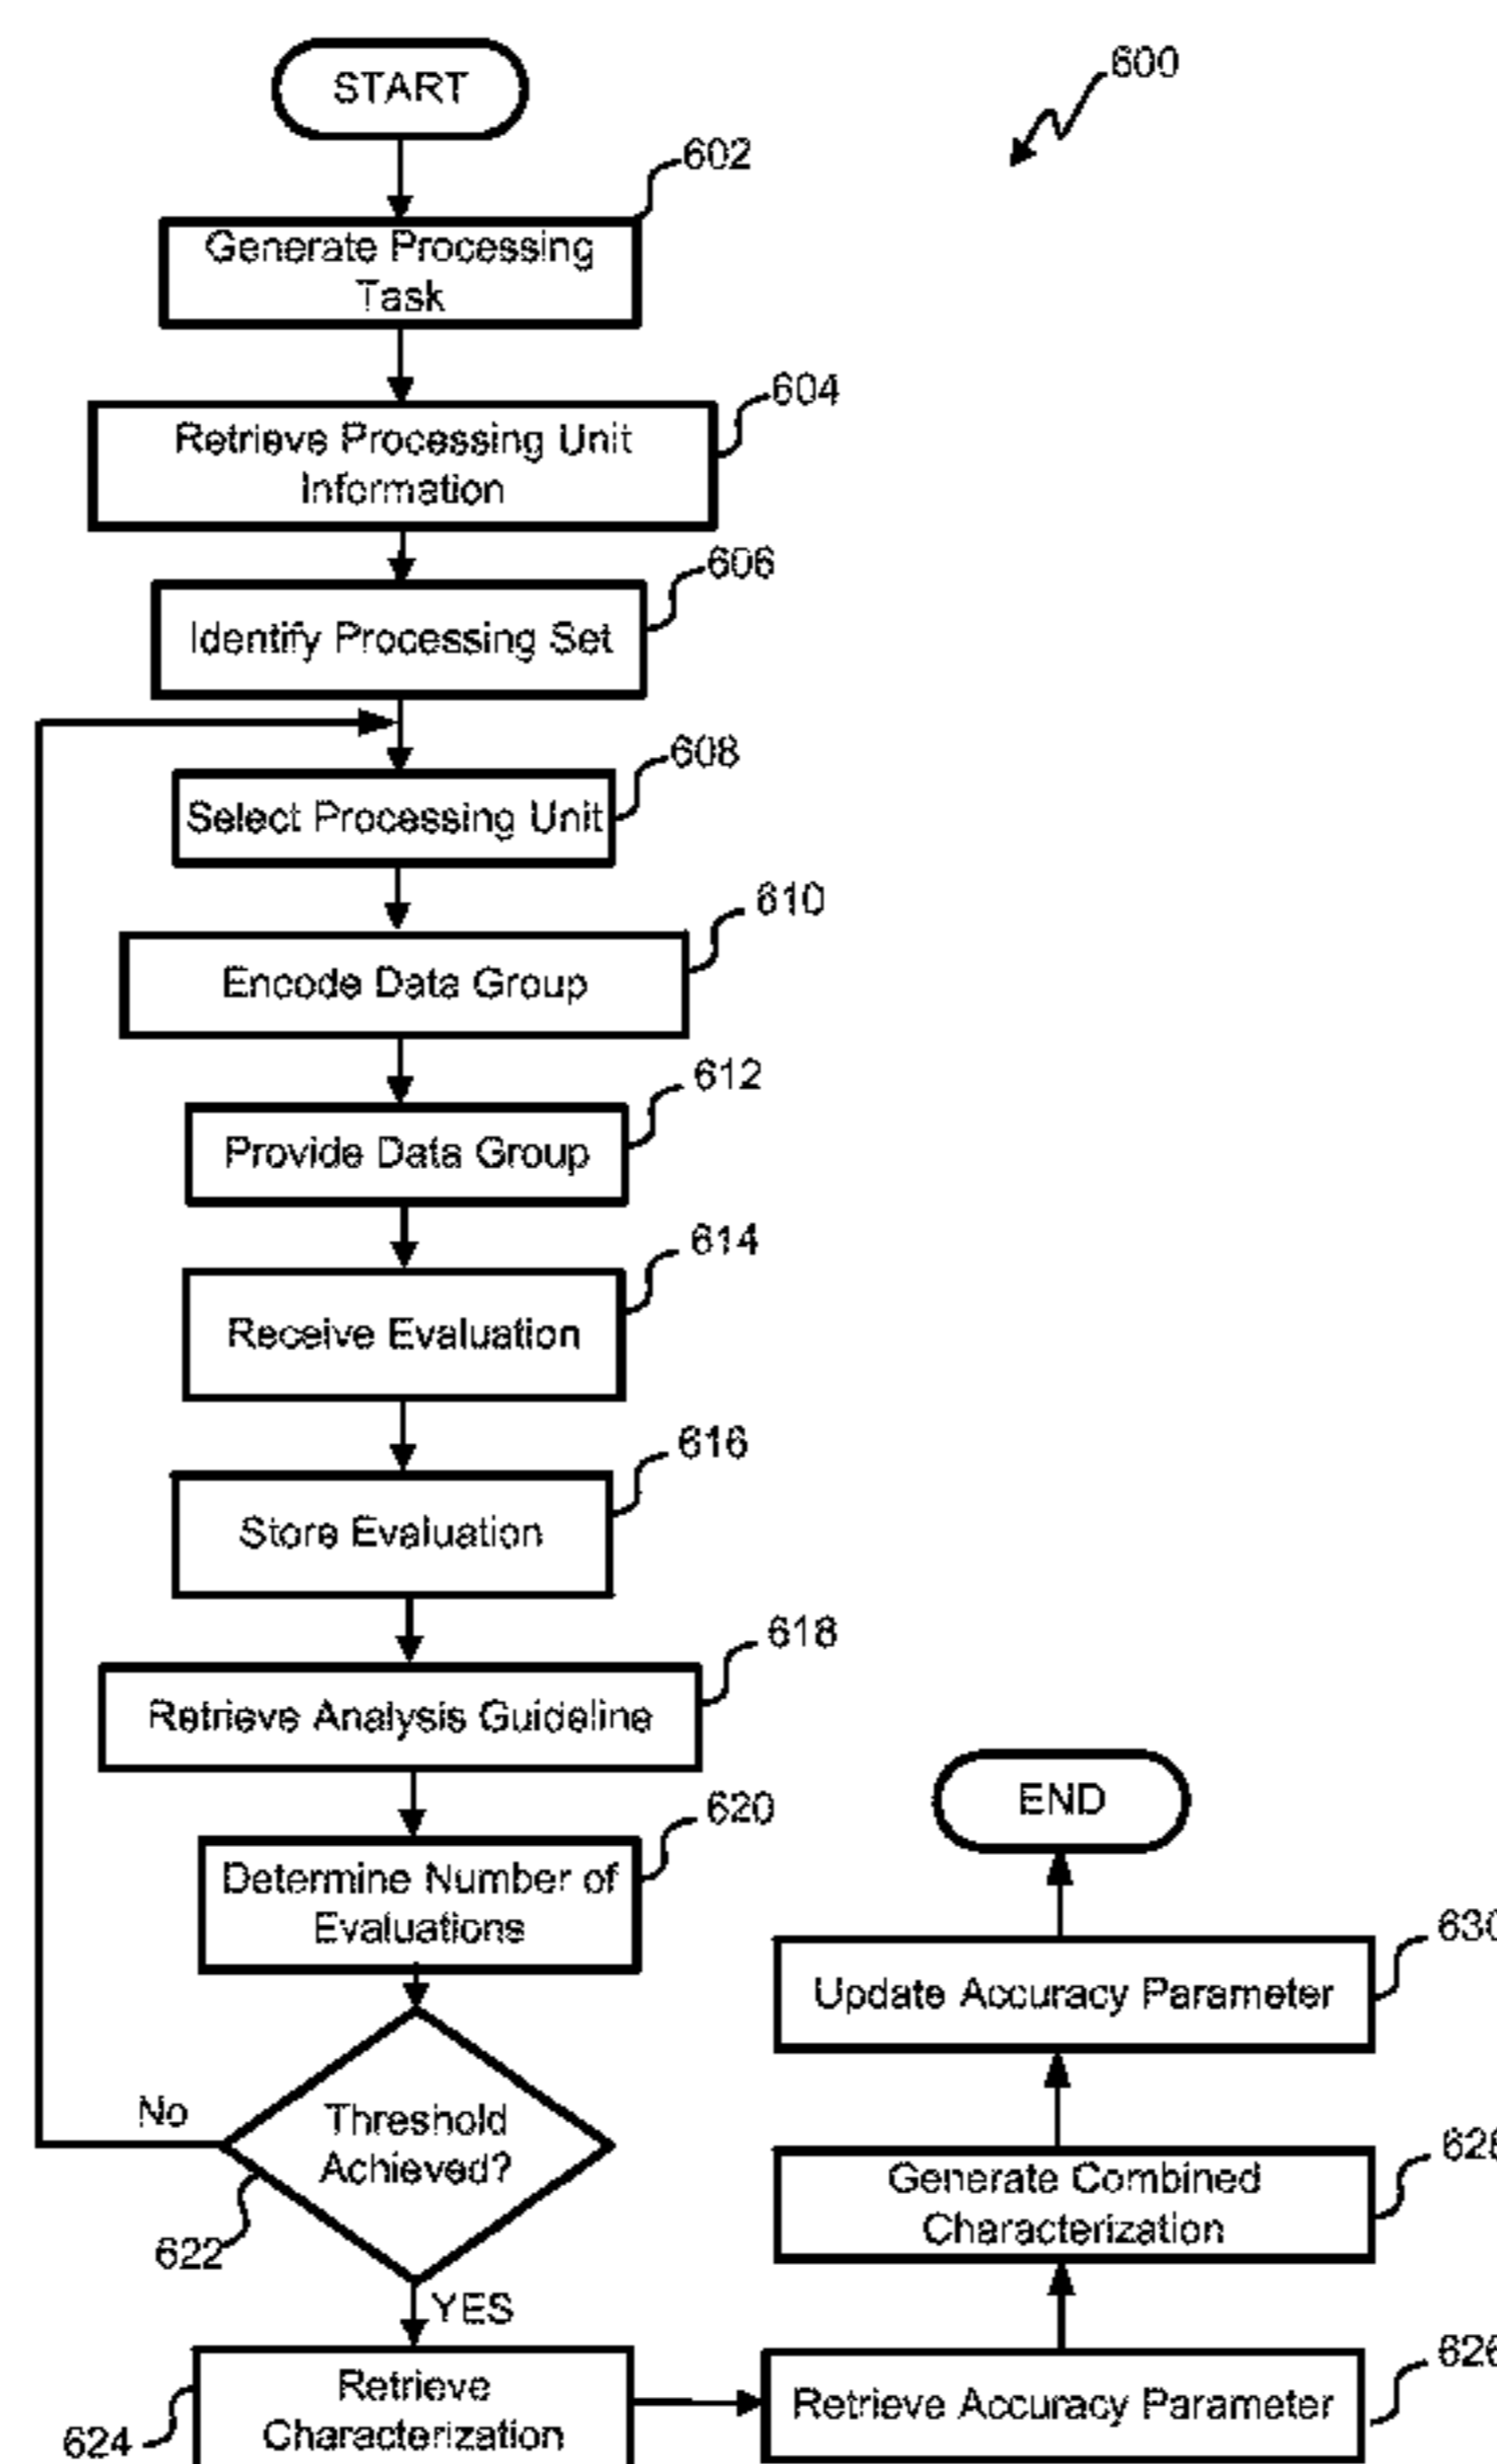 START
600
602
Generate Processing
Task
604
Retrieve Processing Unit
Information
606
Identify Processing Set
608
Select Processing Unit
610
Encode Data Group
612
Provide Data Group
614
Receive Evaluation
616
Store Evaluation
618
Retrieve Analysis Guideline
620
Determine Number of
Evaluations
No
Threshold
Achieved?
622
YES
624
Retrieve
Characterization
626
Retrieve Accuracy Parameter
628
Generate Combined
Characterization
630
Update Accuracy Parameter
END